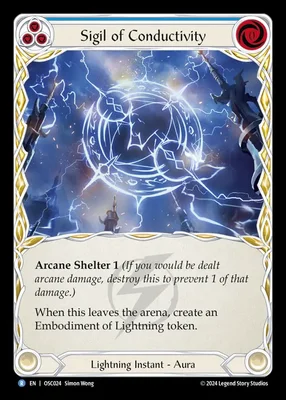 Sigil of Conductivity
Arcane Shelter 1 (If you would be dealt
arcane damage, destroy this to prevent 1 of that
damage.)
When this leaves the arena, create an
Embodiment of Lightning token.
Lightning Instant - Aura
R EN | OSC024 Simon Wong
©2024 Legend Story Studios